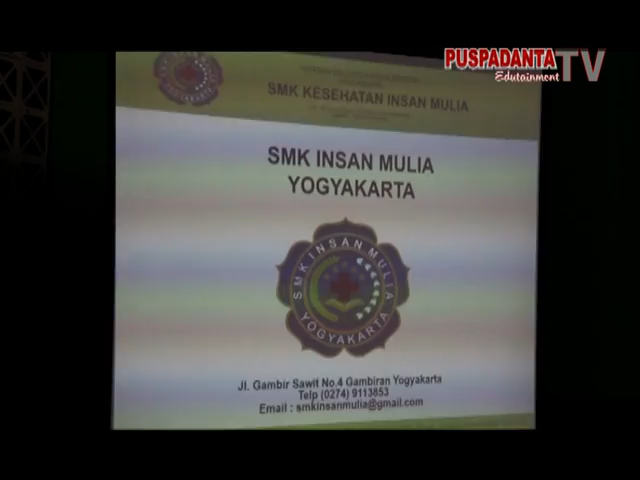 PUSPADANTA TV
Edutainment
SMK KESEHATAN INSAN MULIA
SMK INSAN MULIA
YOGYAKARTA
SMK INSAN MULIA
YOGYAKARTA
Jl. Gambir Sawit No.4 Gambiran Yogyakarta
Telp (0274) 9113853
Email : smkinsanmulia@gmail.com